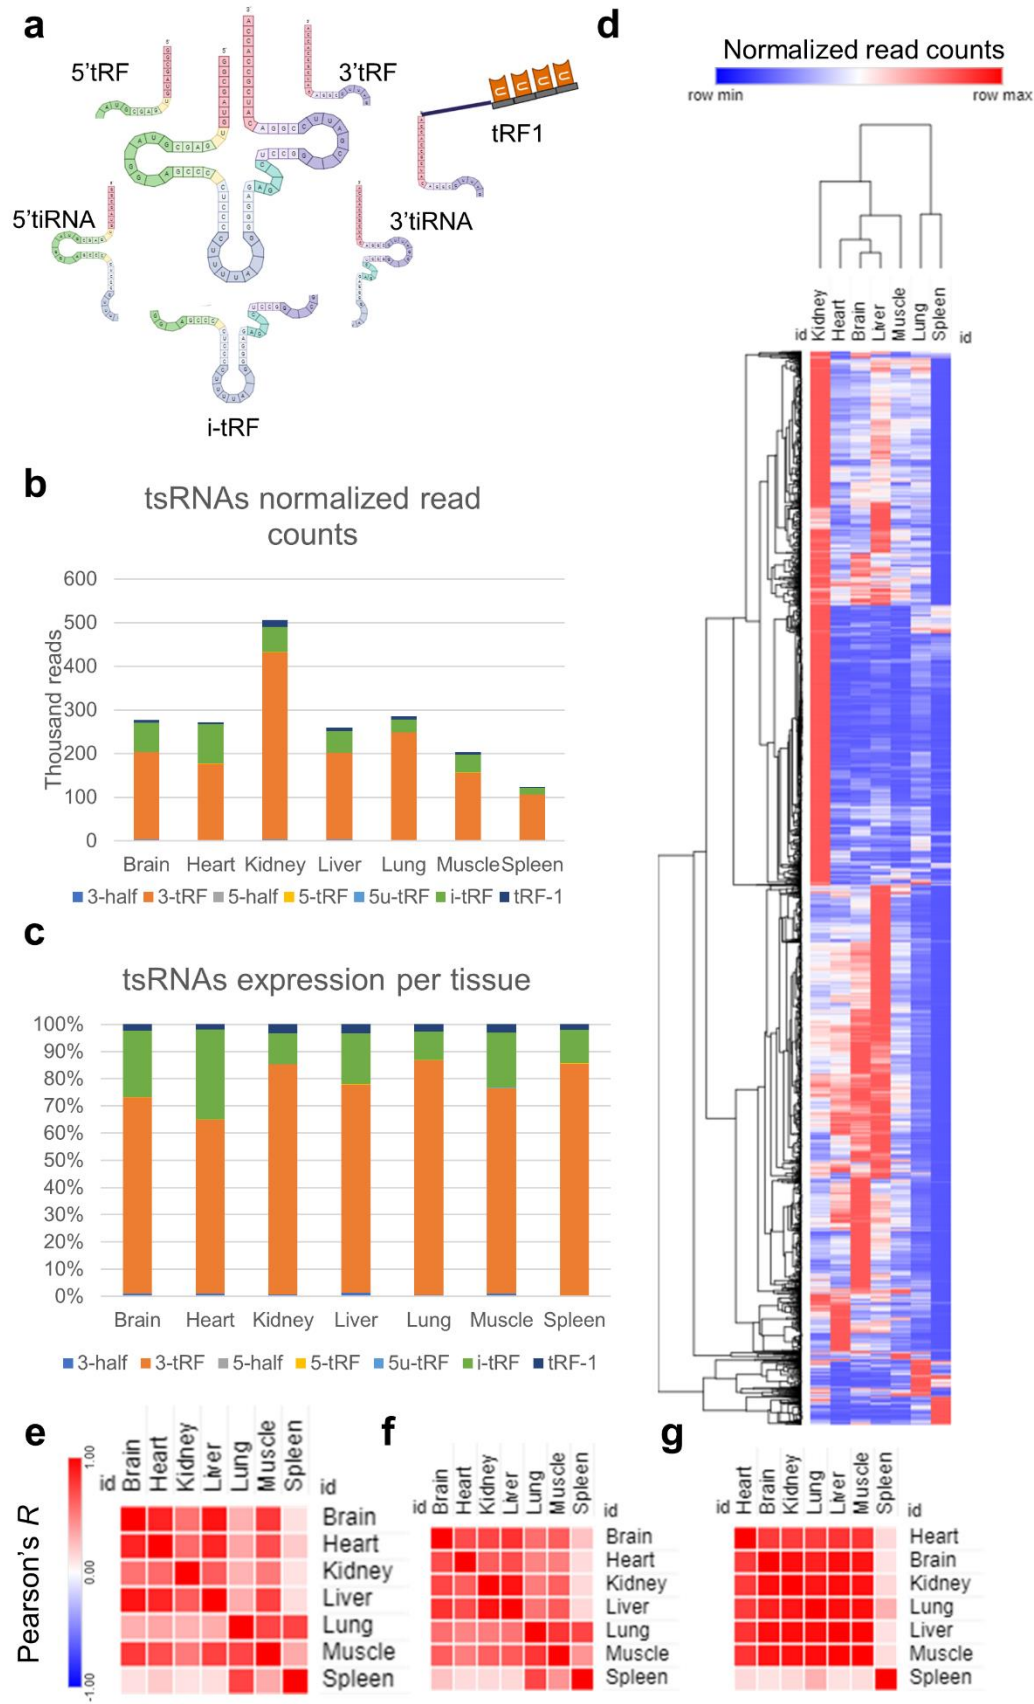 a
5'tRF
3'tRF
tRF1
5'tiRNA
3'tiRNA
i-tRF
b
tsRNAs normalized read
counts
Thousand reads
600
500
400
300
200
100
0
Brain Heart Kidney Liver Lung Muscle Spleen
3-half 3-tRF 5-half 5-tRF 5u-tRF i-tRF tRF-1
c
tsRNAs expression per tissue
100%
90%
80%
70%
60%
50%
40%
30%
20%
10%
0%
Brain Heart Kidney Liver Lung Muscle Spleen
3-half 3-tRF 5-half 5-tRF 5u-tRF i-tRF tRF-1
d
Normalized read counts
row min row max
id Kidney Heart Brain Liver Muscle Lung Spleen id
e
Pearson's R
1.00
0.00
-1.00
id Brain Heart Kidney Liver Lung Muscle Spleen id
Brain
Heart
Kidney
Liver
Lung
Muscle
Spleen
f
id Brain Heart Kidney Liver Lung Muscle Spleen id
Brain
Heart
Kidney
Liver
Lung
Muscle
Spleen
g
id Heart Brain Kidney Lung Liver Muscle Spleen id
Heart
Brain
Kidney
Lung
Liver
Muscle
Spleen